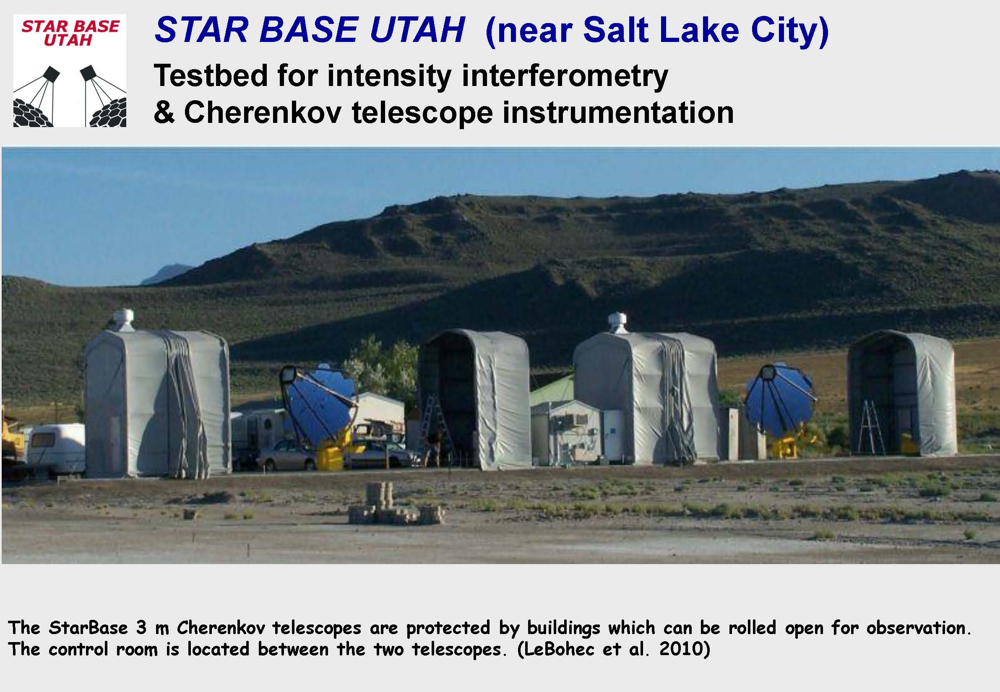 STAR BASE
UTAH
STAR BASE UTAH (near Salt Lake City)
Testbed for intensity interferometry
& Cherenkov telescope instrumentation
The StarBase 3 m Cherenkov telescopes are protected by buildings which can be rolled open for observation.
The control room is located between the two telescopes. (LeBohec et al. 2010)